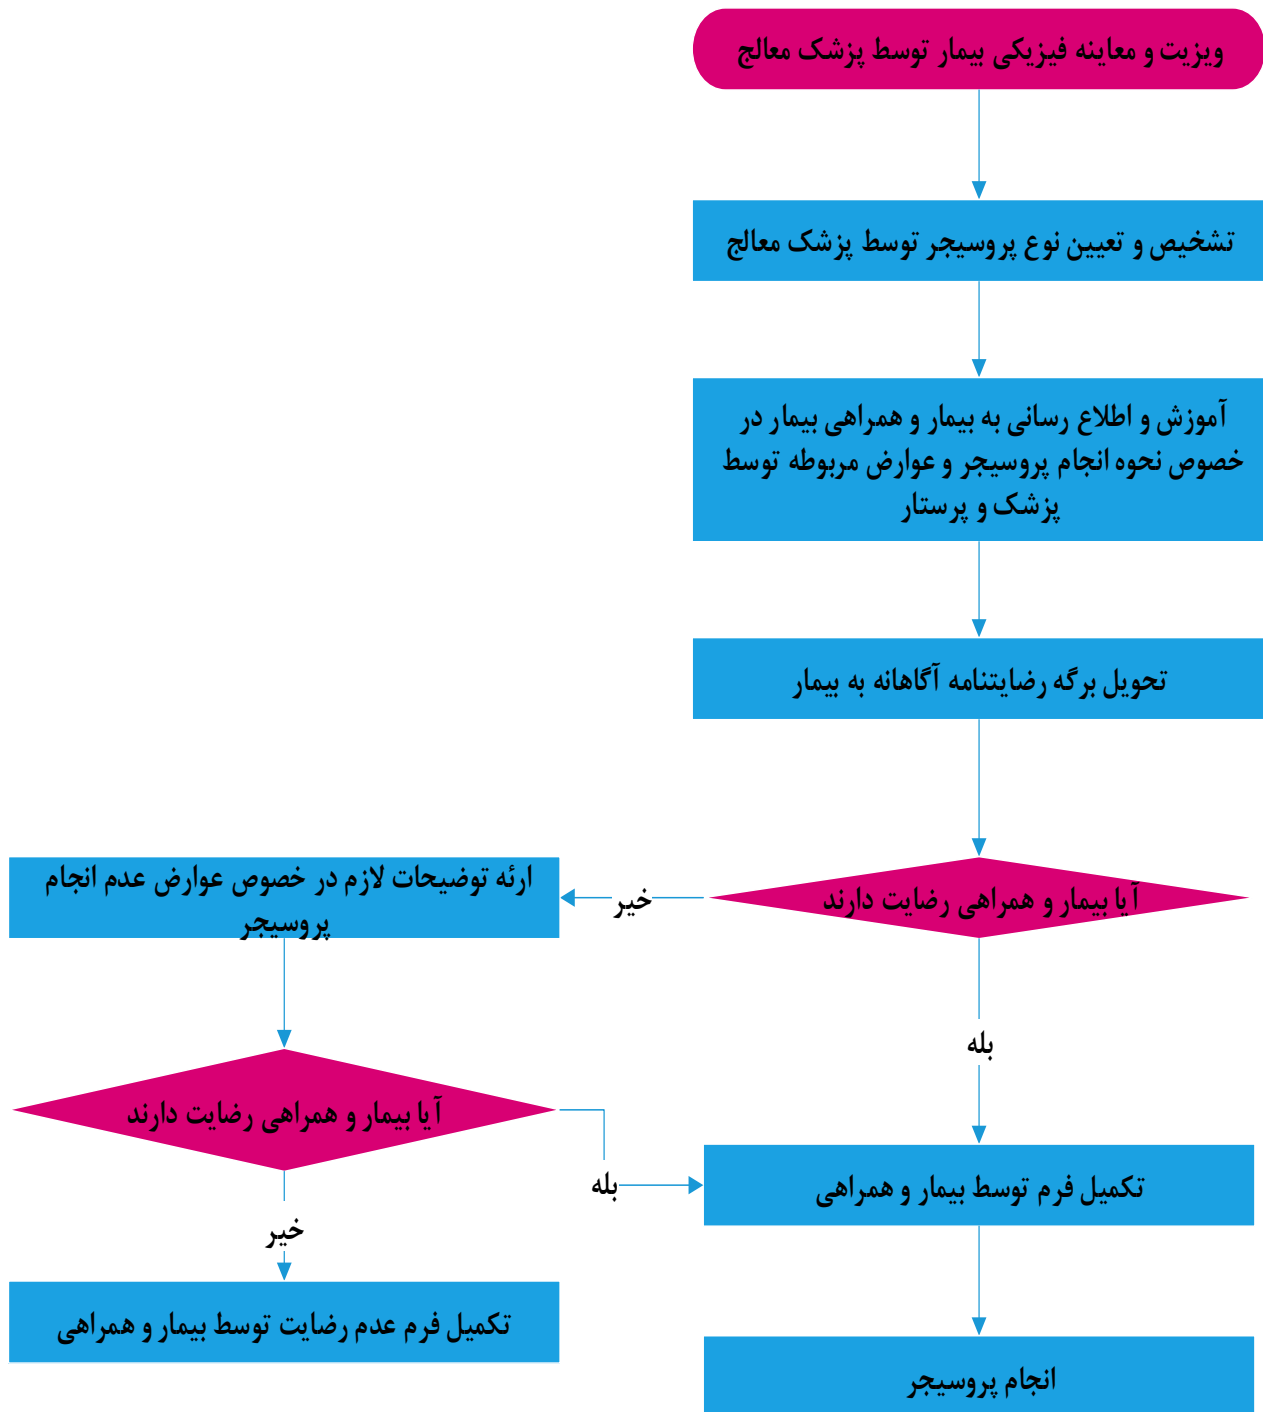 ویزیت و معاینه فیزیکی بیمار توسط پزشک معالج
تشخیص و تعیین نوع پروسیجر توسط پزشک معالج
آموزش و اطلاع رسانی به بیمار و همراهی بیمار در
خصوص نحوه انجام پروسیجر و عوارض مربوطه توسط
پزشک و پرستار
تحویل برگه رضایتنامه آگاهانه به بیمار
آیا بیمار و همراهی رضایت دارند
خیر
ارئه توضیحات لازم در خصوص عوارض عدم انجام
پروسیجر
بله
آیا بیمار و همراهی رضایت دارند
بله
تکمیل فرم توسط بیمار و همراهی
خیر
تکمیل فرم عدم رضایت توسط بیمار و همراهی
انجام پروسیجر